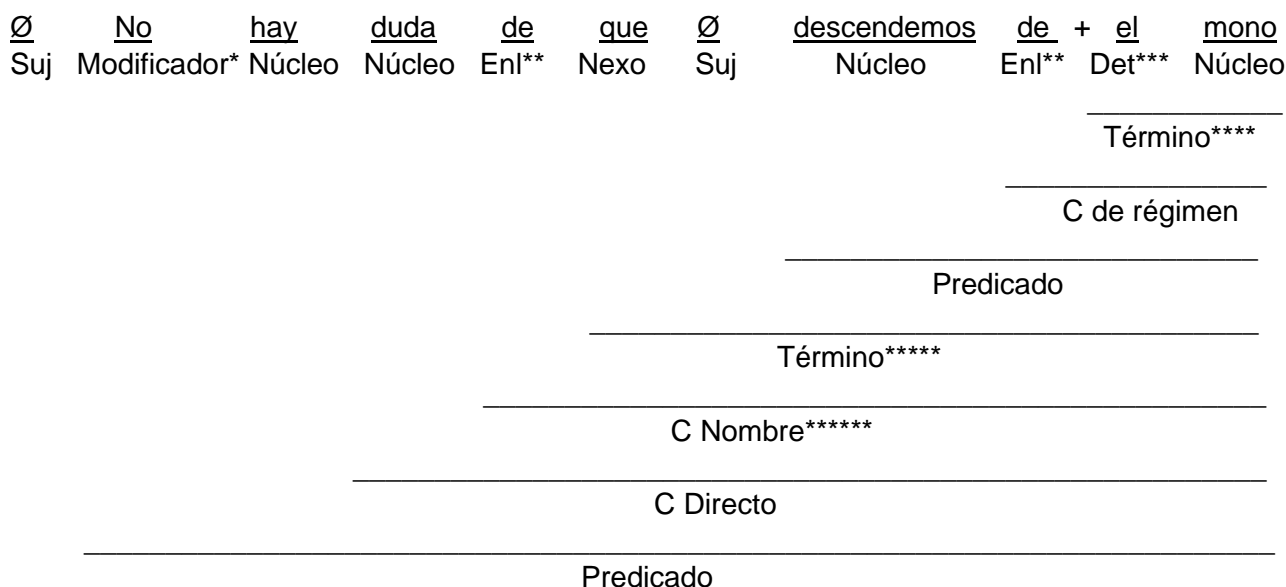 Ø No hay duda de que Ø descendemos de + el mono
Suj Modificador* Núcleo Núcleo Enl** Nexo Suj Núcleo Enl** Det*** Núcleo
Término****
C de régimen
Predicado
Término*****
C Nombre******
C Directo
Predicado